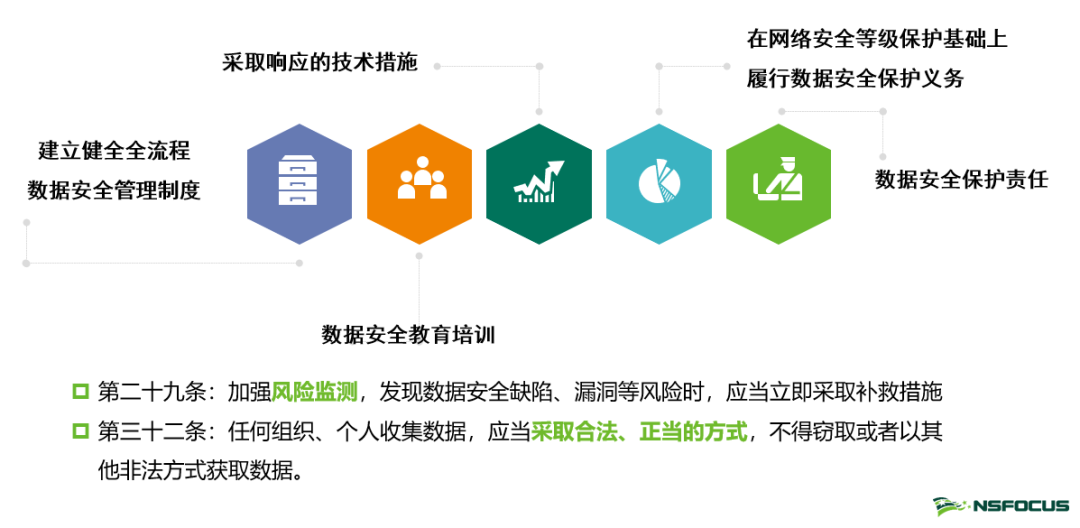 采取响应的技术措施
在网络安全等级保护基础上
履行数据安全保护义务
建立健全全流程
数据安全管理制度
数据安全保护责任
数据安全教育培训
第二十九条：加强风险监测，发现数据安全缺陷、漏洞等风险时，应当立即采取补救措施
第三十二条：任何组织、个人收集数据，应当采取合法、正当的方式，不得窃取或者以其
他非法方式获取数据。
NSFOCUS